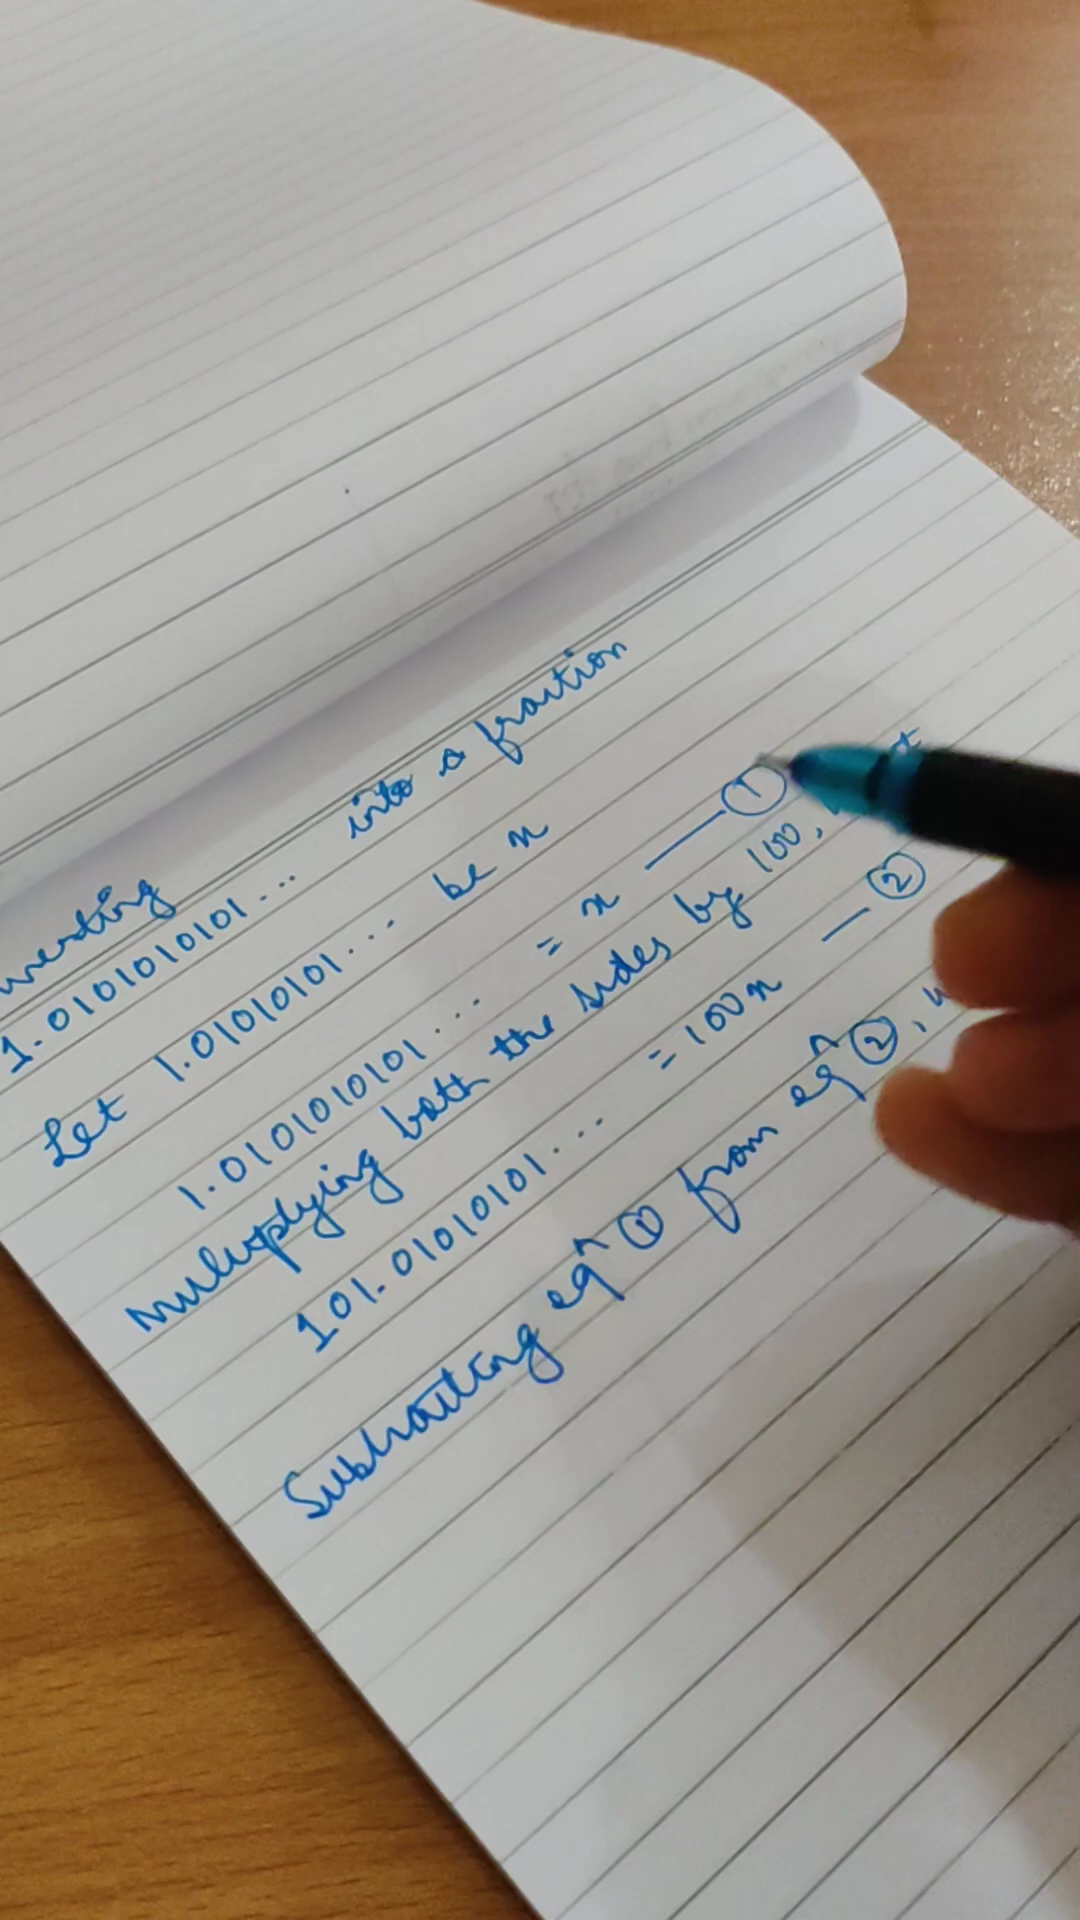 into a fraction
1.0101010101...
Let 1.01010101... be x
1.0101010101... = x — ①
Multiplying both the sides by 100,
101.01010101... = 100x — ②
Subtracting eqn ① from eqn ②,